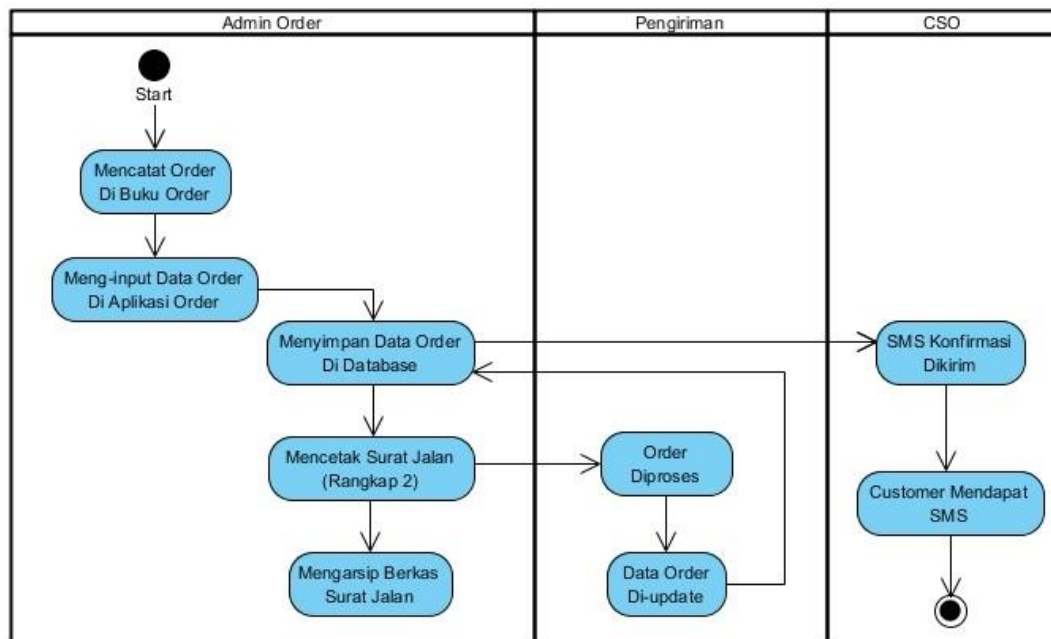 Admin Order
Pengiriman
CSO
Start
Mencatat Order
Di Buku Order
Meng-input Data Order
Di Aplikasi Order
Menyimpan Data Order
Di Database
SMS Konfirmasi
Dikirim
Mencetak Surat Jalan
(Rangkap 2)
Order
Diproses
Customer Mendapat
SMS
Mengarsip Berkas
Surat Jalan
Data Order
Di-update